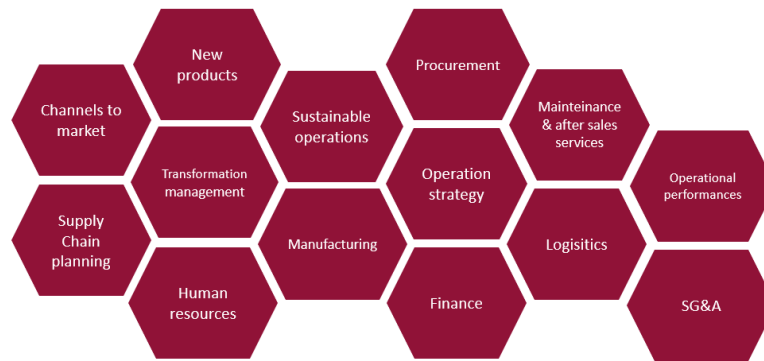 New
products
Procurement
Channels to
market
Sustainable
operations
Mainteinance
& after sales
services
Transformation
management
Operation
strategy
Operational
performances
Supply
Chain
planning
Manufacturing
Logisitics
Human
resources
Finance
SG&A